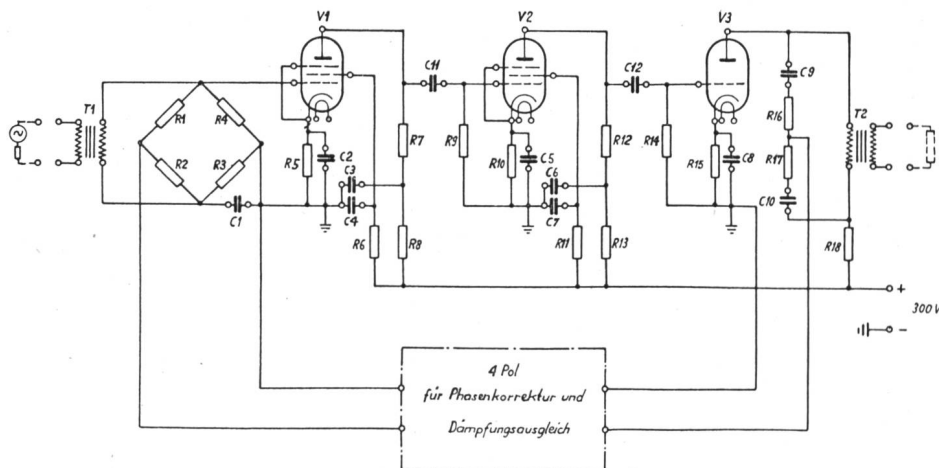 V1
V2
V3
T1
R1
R4
R2
R3
C1
R5
C2
C3
C4
R6
R7
R8
C11
R9
R10
C5
C6
C7
R11
R12
R13
C12
R14
R15
C8
C9
R16
R17
C10
T2
R18
+
300 V
-
4 Pol
für Phasenkorrektur und
Dämpfungsausgleich